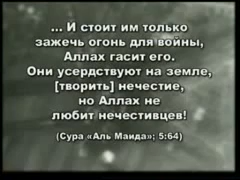 ... И стоит им только
зажечь огонь для войны,
Аллах гасит его.
Они усердствуют на земле,
[творить] нечестие,
но Аллах не
любит нечестивцев!
(Сура «Аль Маида»; 5:64)